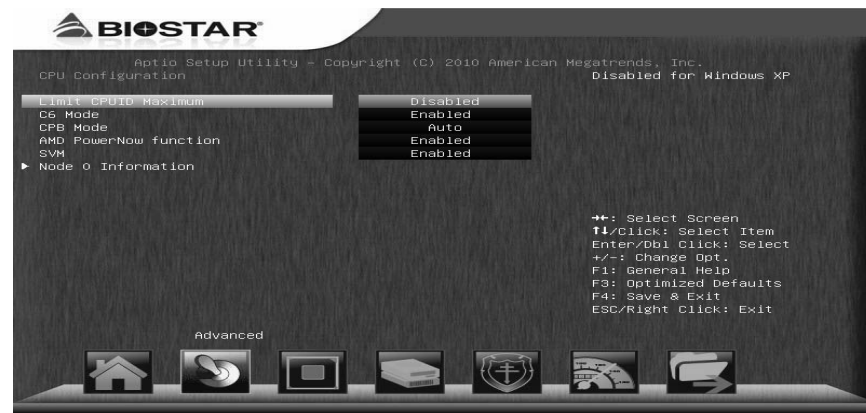 BIOSTAR
Aptio Setup Utility - Copyright (C) 2010 American Megatrends, Inc.
CPU Configuration
Disabled for Windows XP
Limit CPUID Maximum Disabled
C6 Mode Enabled
CPB Mode Auto
AMD PowerNow function Enabled
SVM Enabled
▶ Node 0 Information
→←: Select Screen
↑↓/Click: Select Item
Enter/Dbl Click: Select
+/-: Change Opt.
F1: General Help
F3: Optimized Defaults
F4: Save & Exit
ESC/Right Click: Exit
Advanced